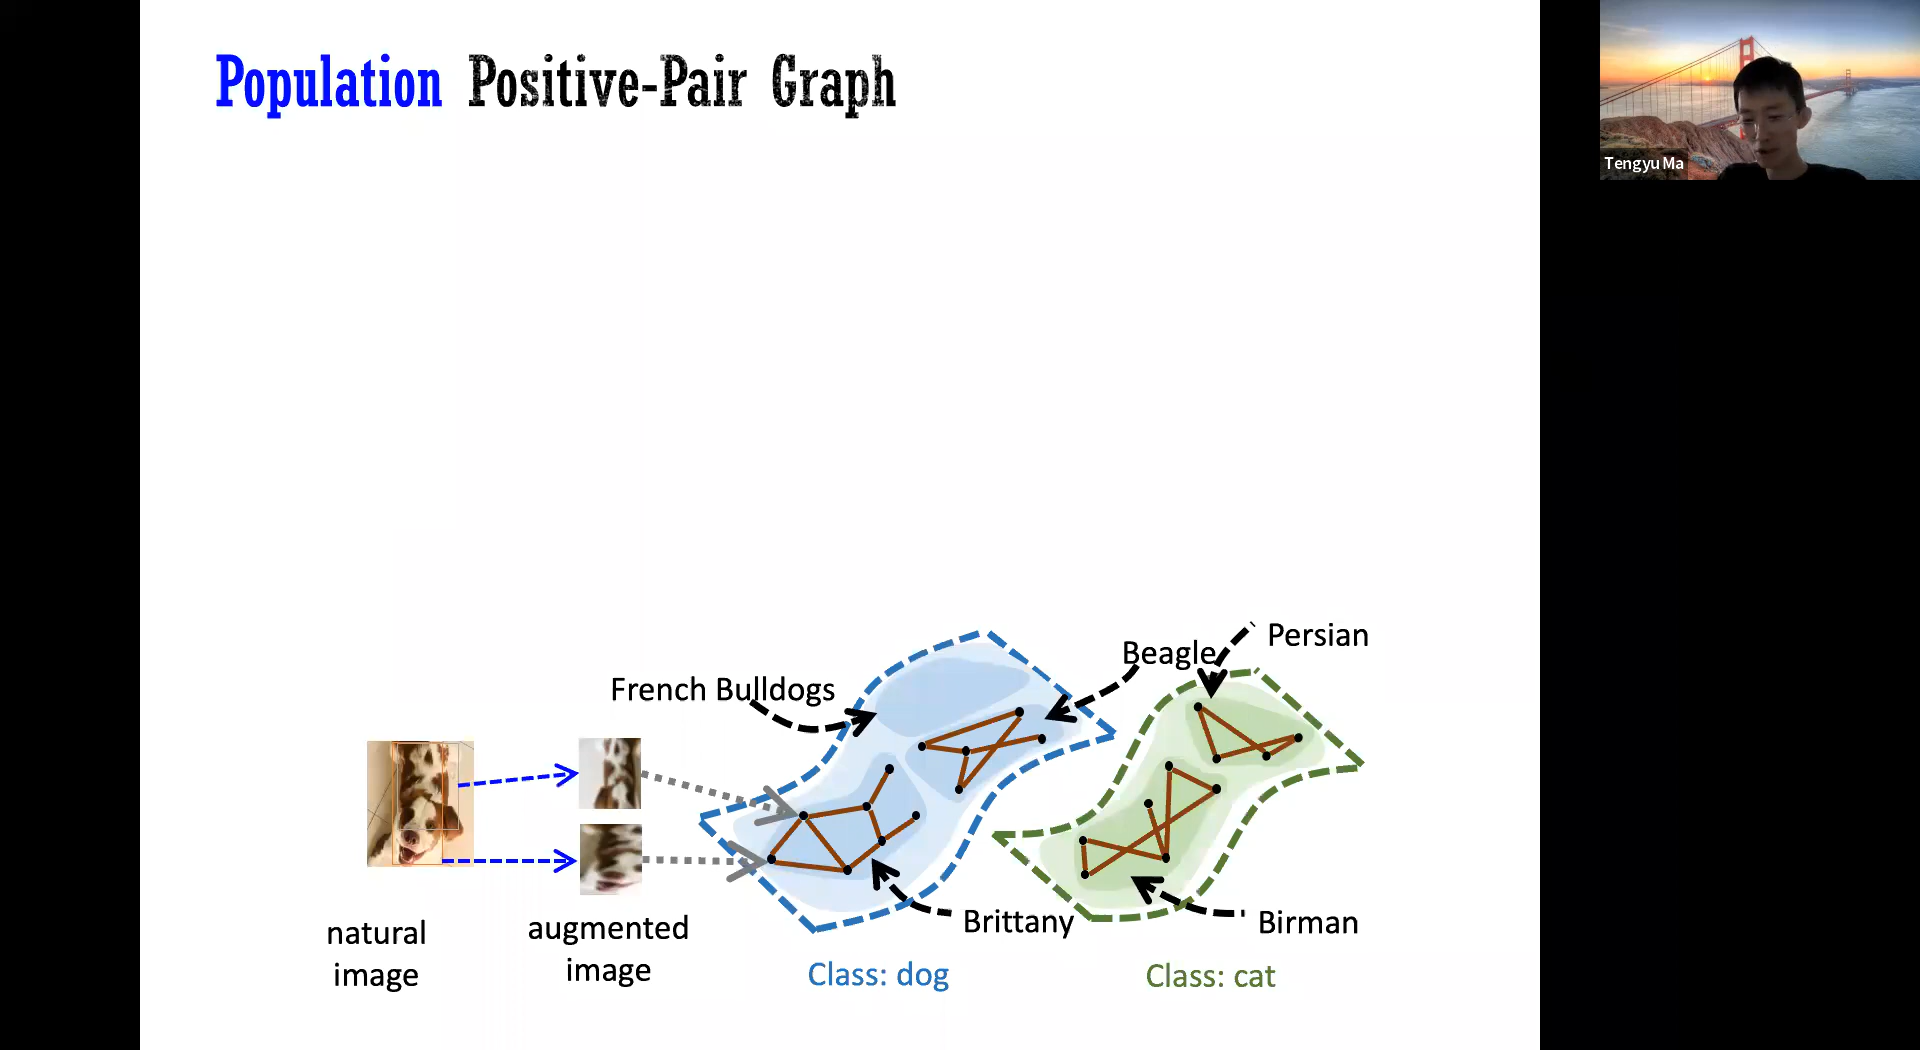 Population Positive-Pair Graph
Tengyu Ma
Persian
Beagle
French Bulldogs
Brittany
Birman
natural
image
augmented
image
Class: dog
Class: cat